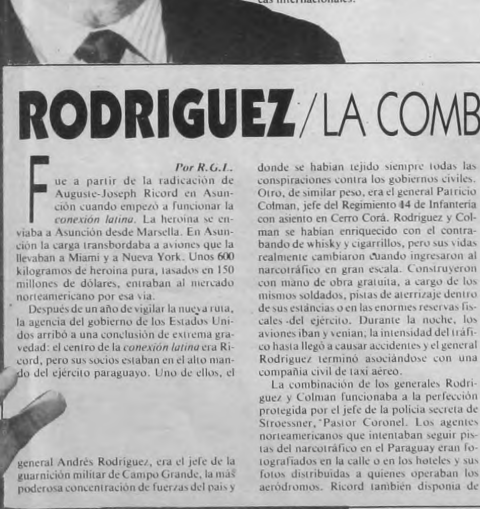 cas internacionales.
RODRIGUEZ/LA COMB
Por R.G.L.
Fue a partir de la radicación de
Auguste-Joseph Ricord en Asun-
ción cuando empezó a funcionar la
conexión latina. La heroína se en-
viaba a Asunción desde Marsella. En Asun-
ción la carga transbordaba a aviones que la
llevaban a Miami y a Nueva York. Unos 600
kilogramos de heroína pura, tasados en 150
millones de dólares, entraban al mercado
norteamericano por esa vía.
Después de un año de vigilar la nueva ruta,
la agencia del gobierno de los Estados Uni-
dos arribó a una conclusión de extrema gra-
vedad: el centro de la conexión latina era Ri-
cord, pero sus socios estaban en el alto man-
do del ejército paraguayo. Uno de ellos, el
general Andrés Rodríguez, era el jefe de la
guarnición militar de Campo Grande, la más
poderosa concentración de fuerzas del país y
donde se habían tejido siempre todas las
conspiraciones contra los gobiernos civiles.
Otro, de similar peso, era el general Patricio
Colman, jefe del Regimiento 14 de Infantería
con asiento en Cerro Corá. Rodríguez y Col-
man se habían enriquecido con el contra-
bando de whisky y cigarrillos, pero sus vidas
realmente cambiaron cuando ingresaron al
narcotráfico en gran escala. Construyeron
con mano de obra gratuita, a cargo de los
mismos soldados, pistas de aterrizaje dentro
de sus estancias o en las enormes reservas fis-
cales del ejército. Durante la noche, los
aviones iban y venían; la intensidad del tráfi-
co hasta llegó a causar accidentes y el general
Rodríguez terminó asociándose con una
compañía civil de taxi aéreo.
La combinación de los generales Rodrí-
guez y Colman funcionaba a la perfección
protegida por el jefe de la policía secreta de
Stroessner, Pastor Coronel. Los agentes
norteamericanos que intentaban seguir pis-
tas del narcotráfico en el Paraguay eran fo-
tografiados en la calle o en los hoteles y sus
fotos distribuidas a quienes operaban los
aeródromos. Ricord también disponía de